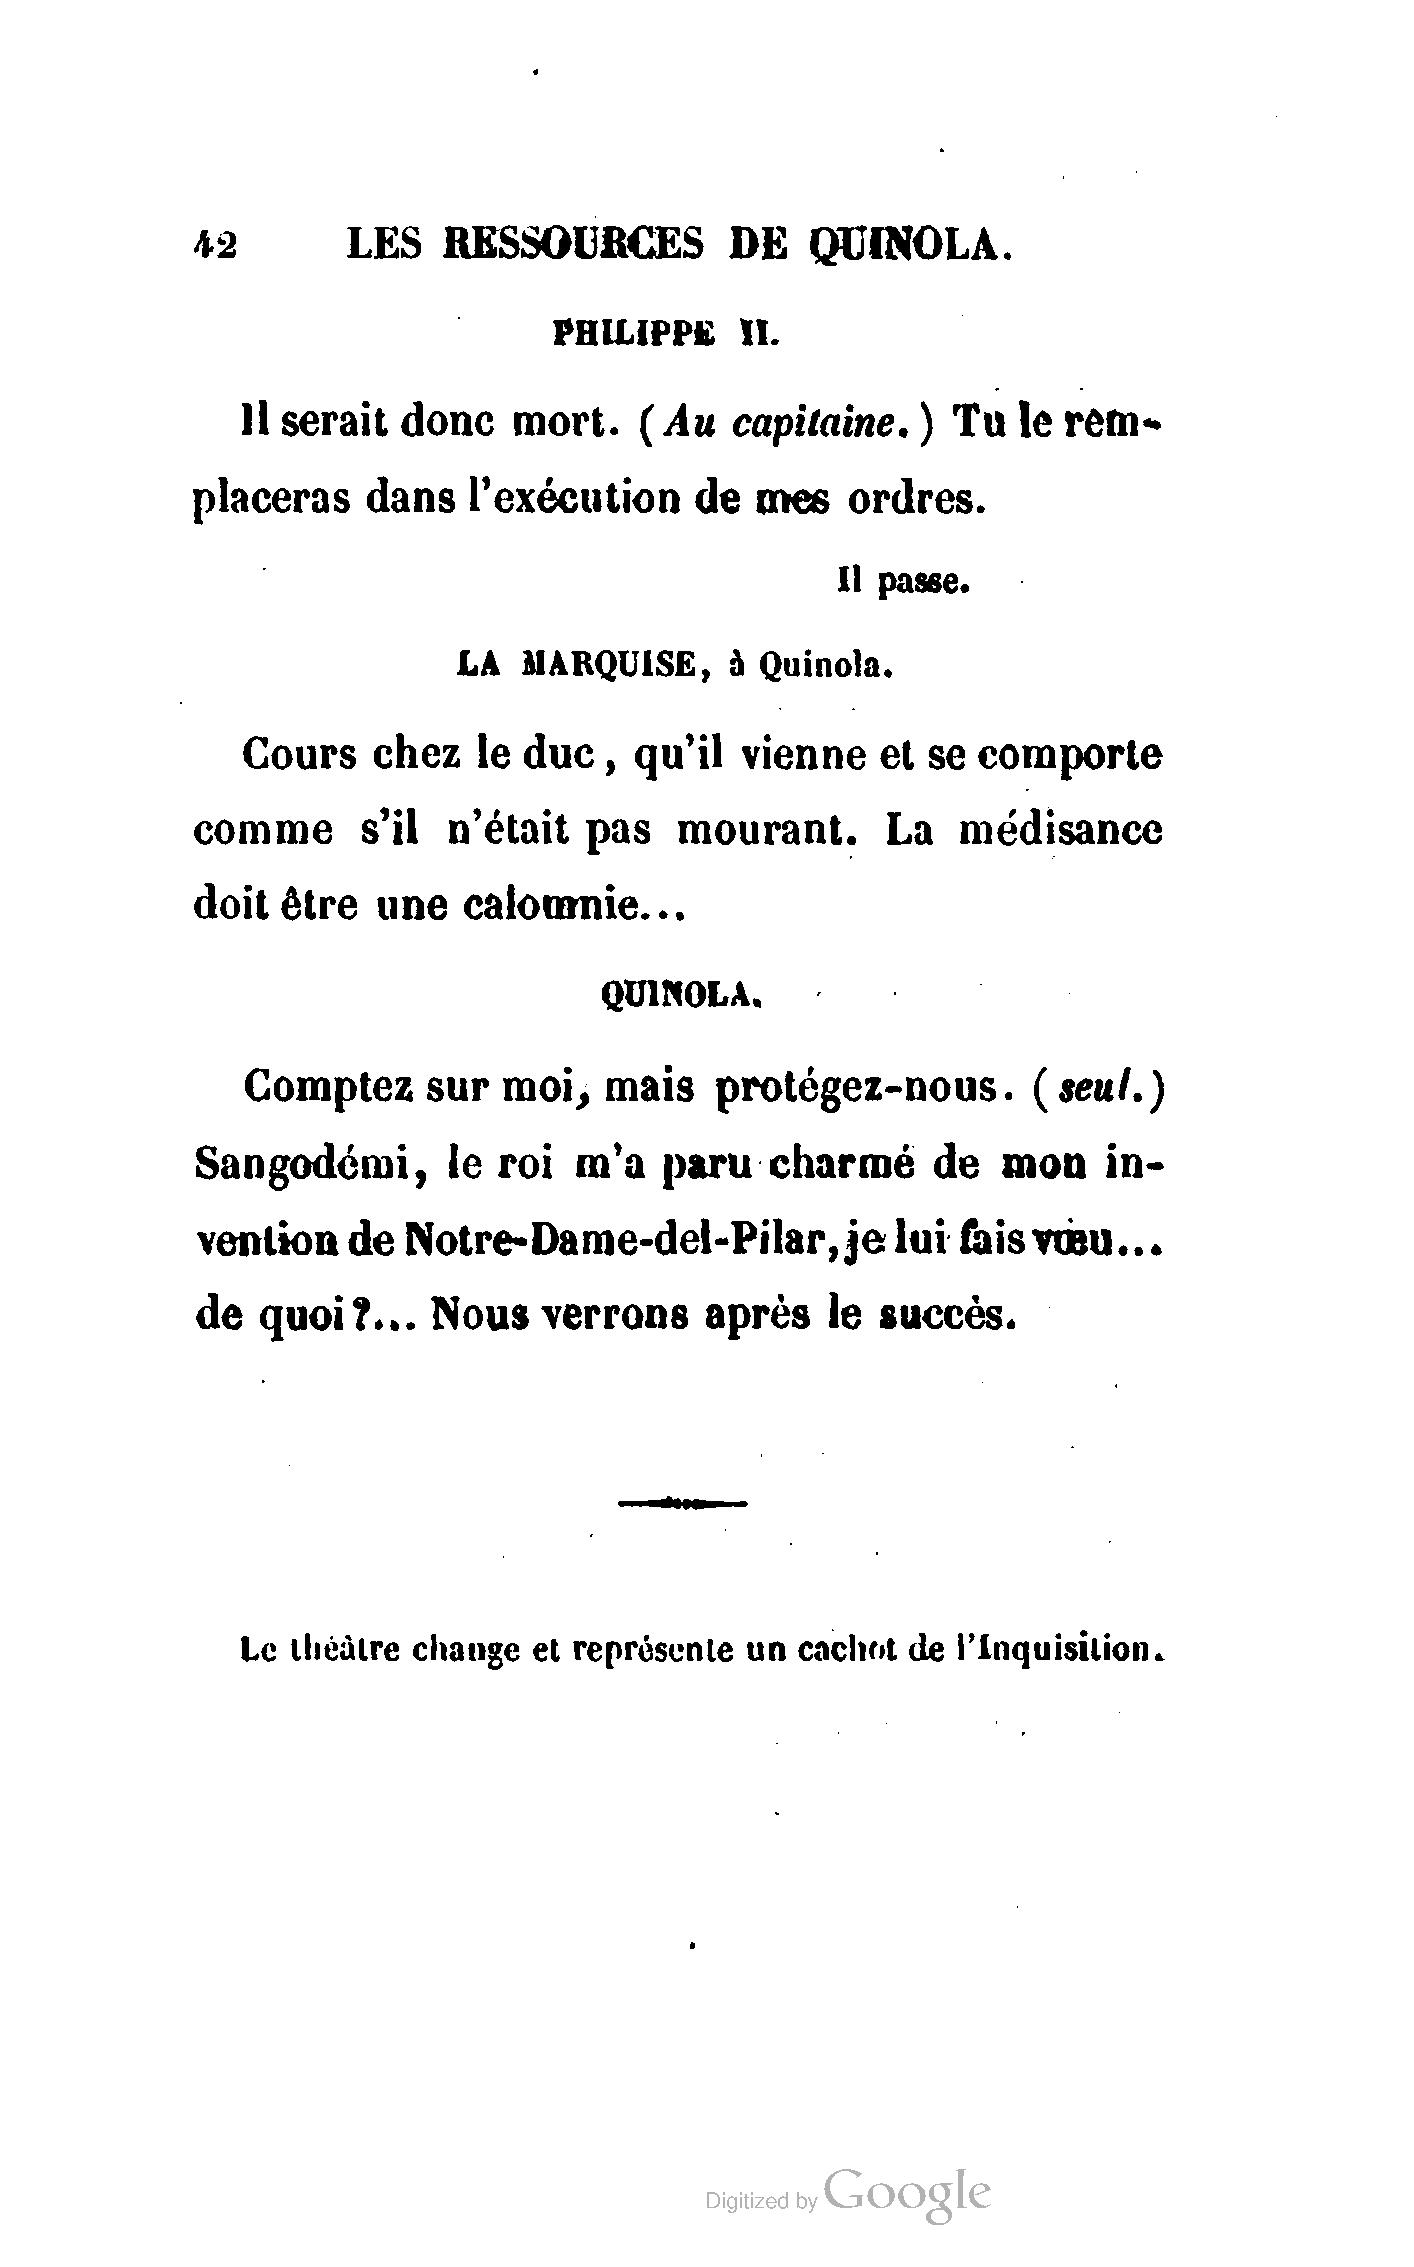 42 LES RESSOURCES DE QUINOLA.
PHILIPPE II.
Il serait donc mort. (Au capitaine.) Tu le rem-
placeras dans l'exécution de mes ordres.
Il passe.
LA MARQUISE, à Quinola.
Cours chez le duc, qu'il vienne et se comporte
comme s'il n'était pas mourant. La médisance
doit être une calomnie...
QUINOLA.
Comptez sur moi, mais protégez-nous. (seul.)
Sangodémi, le roi m'a paru charmé de mon in-
vention de Notre-Dame-del-Pilar, je lui fais vœu...
de quoi?... Nous verrons après le succès.
Le théâtre change et représente un cachot de l'Inquisition.
Digitized by Google